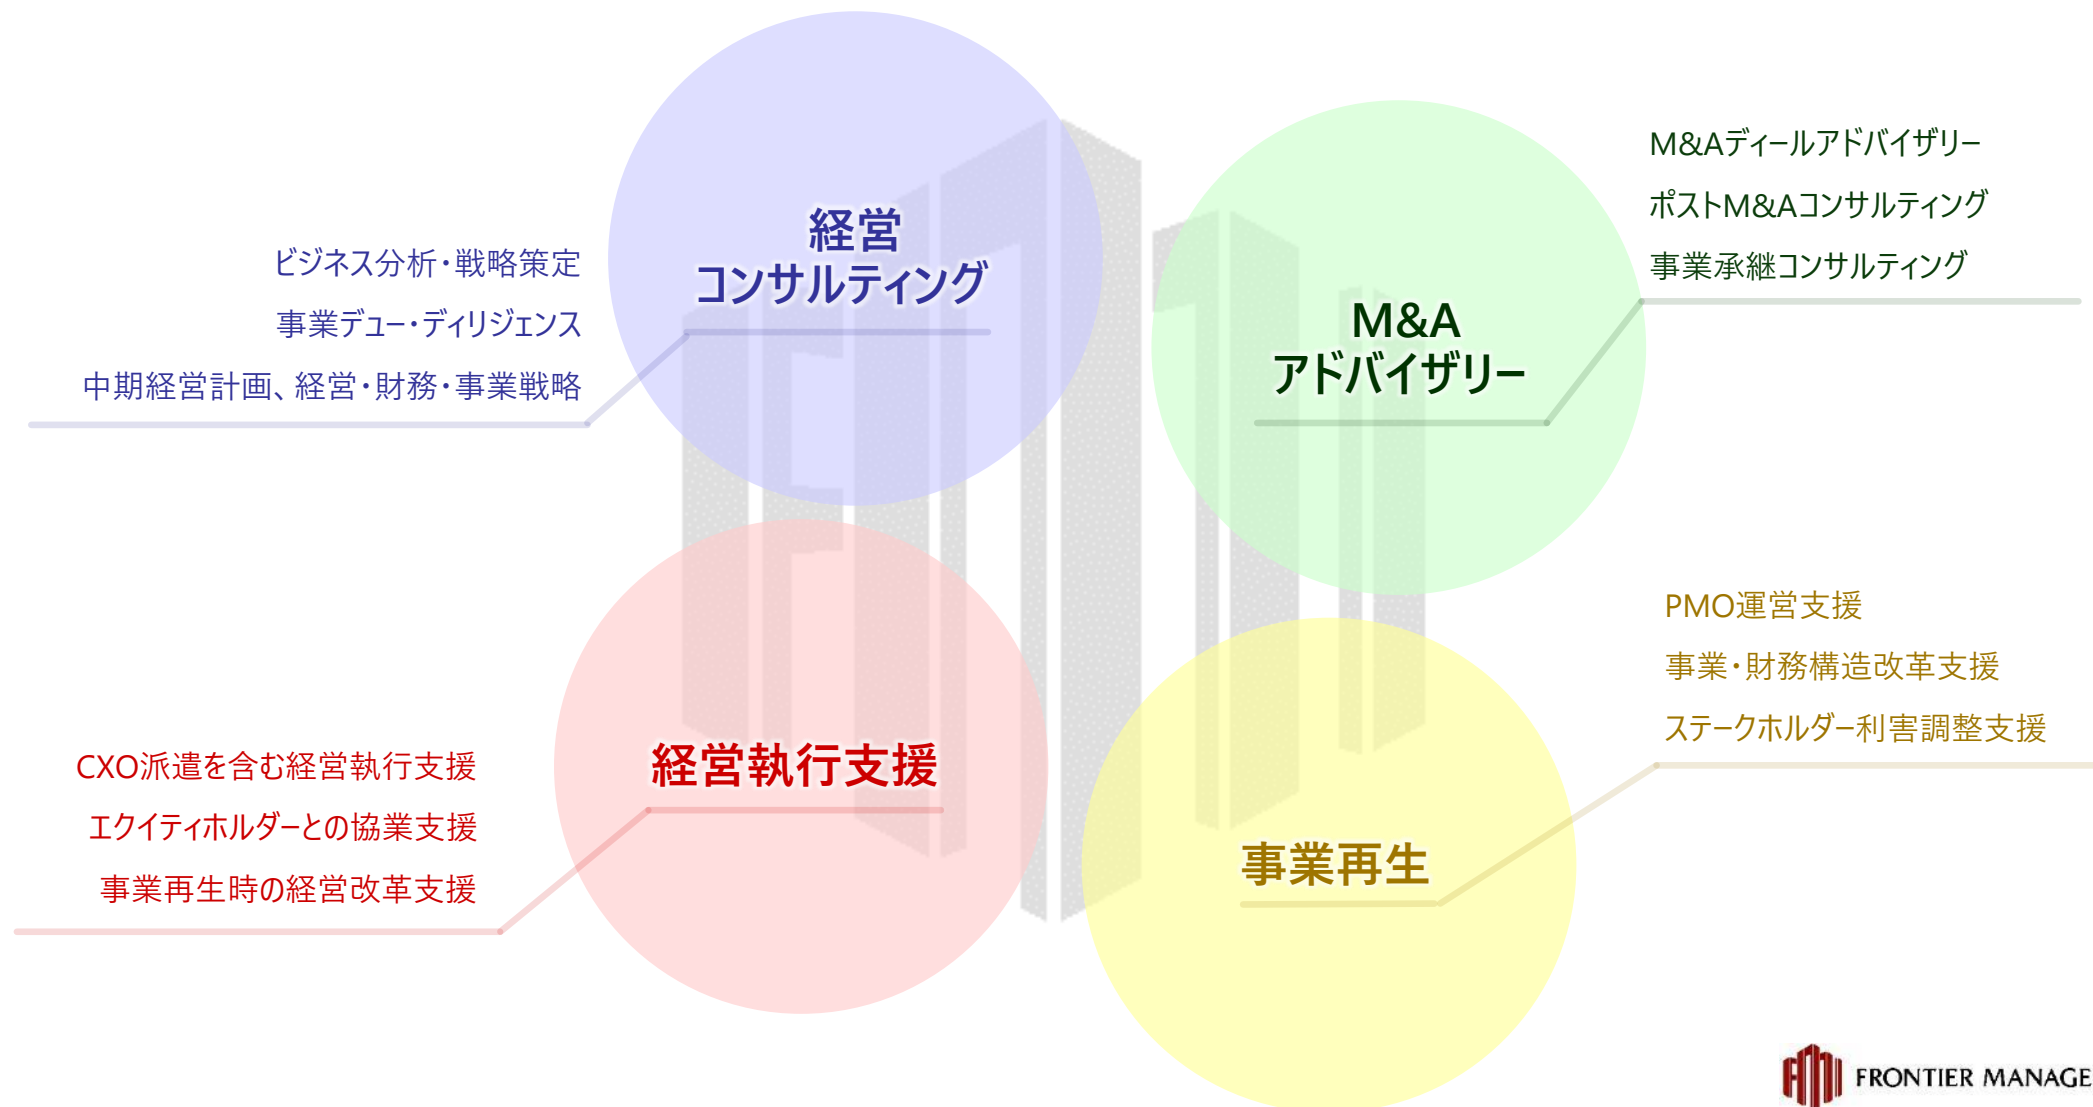 経営
コンサルティング
ビジネス分析・戦略策定
事業デュー・ディリジェンス
中期経営計画、経営・財務・事業戦略
M&A
アドバイザリー
M&Aディールアドバイザリー
ポストM&Aコンサルティング
事業承継コンサルティング
経営執行支援
CXO派遣を含む経営執行支援
エクイティホルダーとの協業支援
事業再生時の経営改革支援
事業再生
PMO運営支援
事業・財務構造改革支援
ステークホルダー利害調整支援
FRONTIER MANAGE